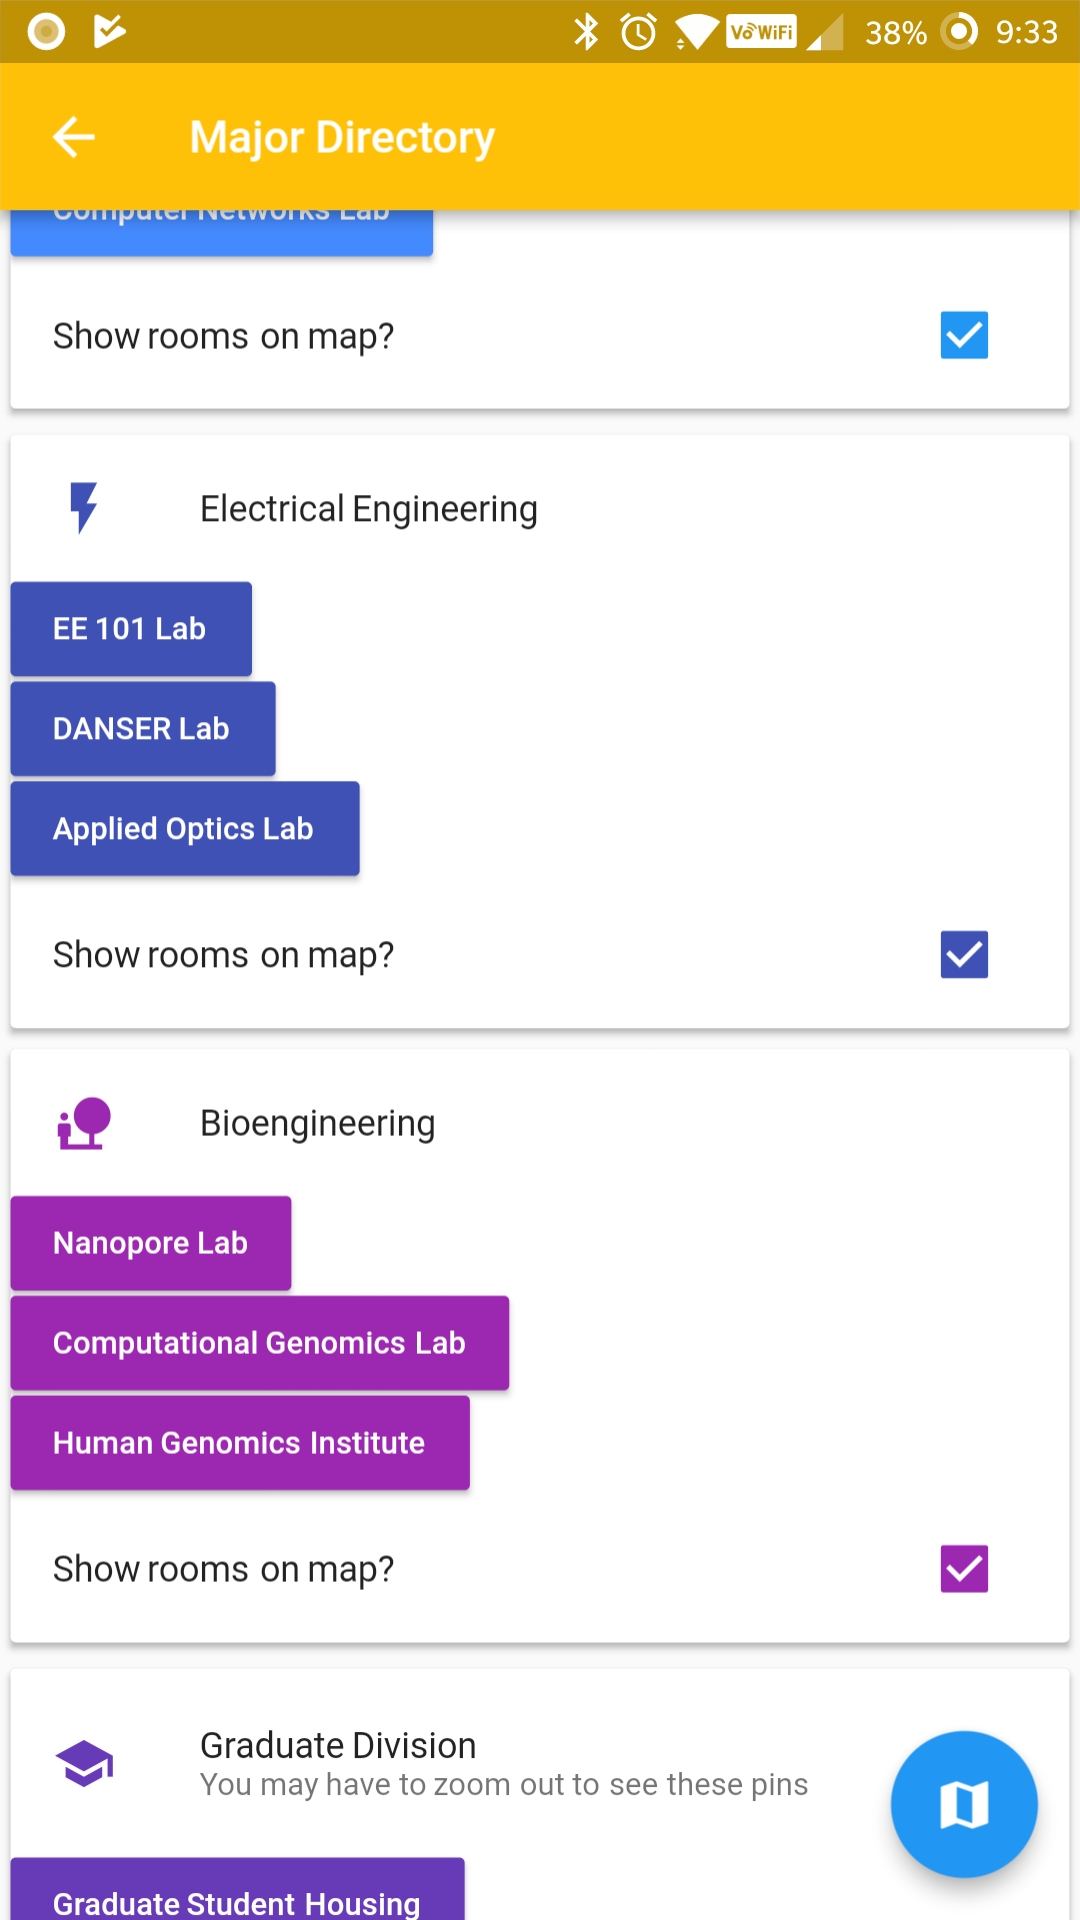 VoWiFi 38% 9:33
Major Directory
Computer Networks Lab
Show rooms on map?
Electrical Engineering
EE 101 Lab
DANSER Lab
Applied Optics Lab
Show rooms on map?
Bioengineering
Nanopore Lab
Computational Genomics Lab
Human Genomics Institute
Show rooms on map?
Graduate Division
You may have to zoom out to see these pins
Graduate Student Housing